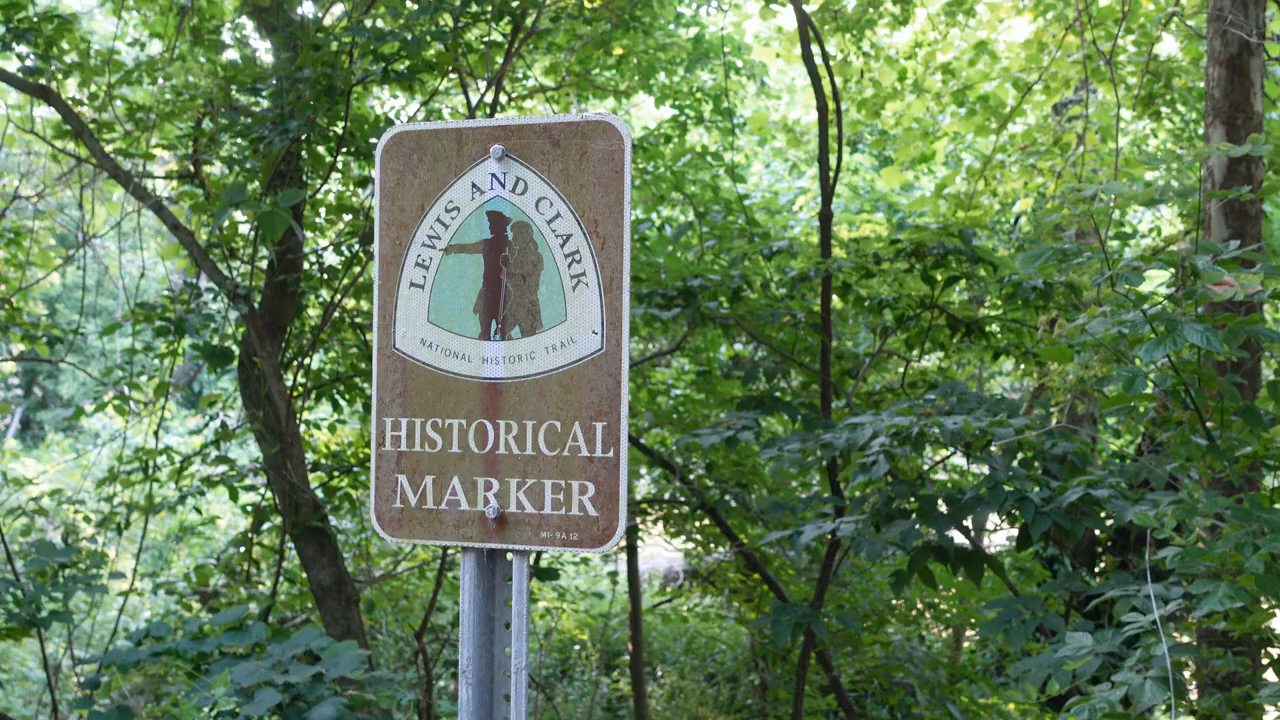 LEWIS AND CLARK
NATIONAL HISTORIC TRAIL
HISTORICAL
MARKER
MI-9A 12